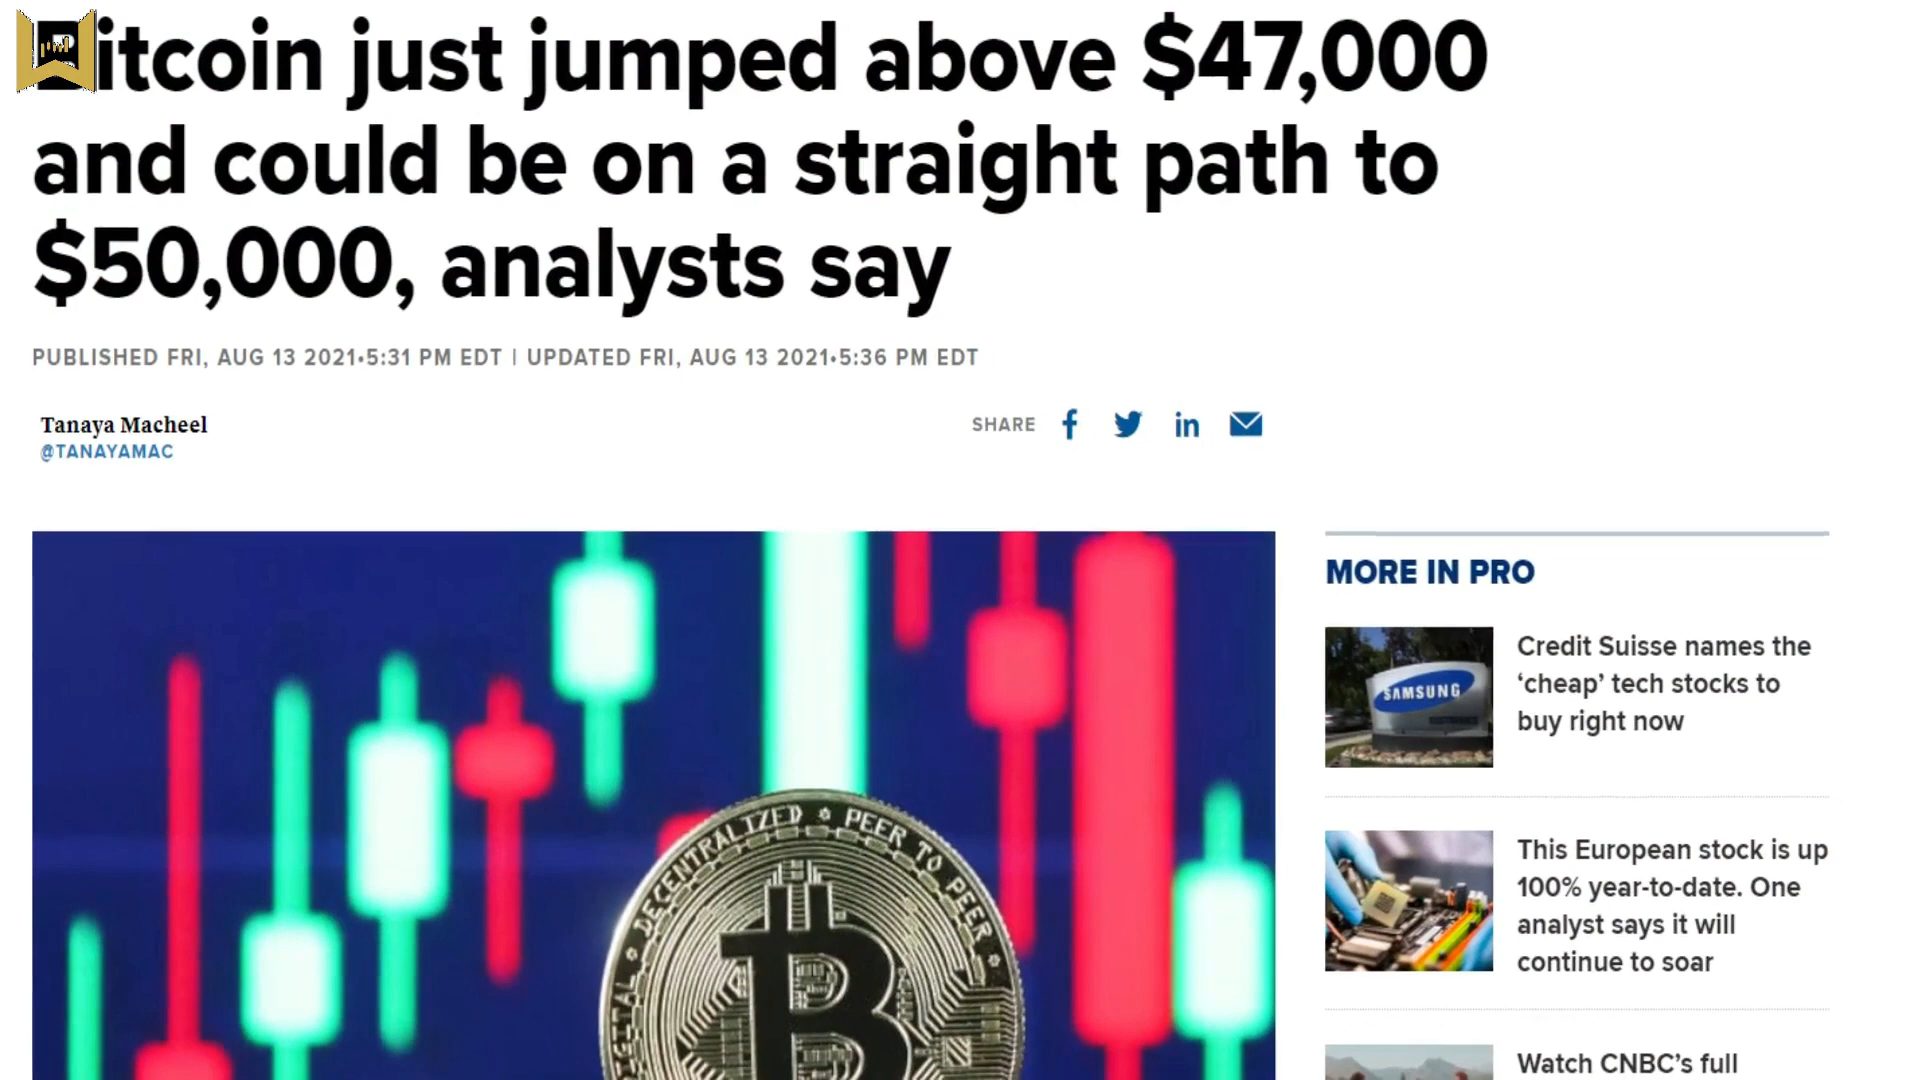 Bitcoin just jumped above $47,000
and could be on a straight path to
$50,000, analysts say
PUBLISHED FRI, AUG 13 2021•5:31 PM EDT | UPDATED FRI, AUG 13 2021•5:36 PM EDT
Tanaya Macheel
@TANAYAMAC
SHARE
MORE IN PRO
SAMSUNG
Credit Suisse names the
‘cheap’ tech stocks to
buy right now
This European stock is up
100% year-to-date. One
analyst says it will
continue to soar
Watch CNBC’s full
DIGITAL * DECENTRALIZED * PEER TO PEER *